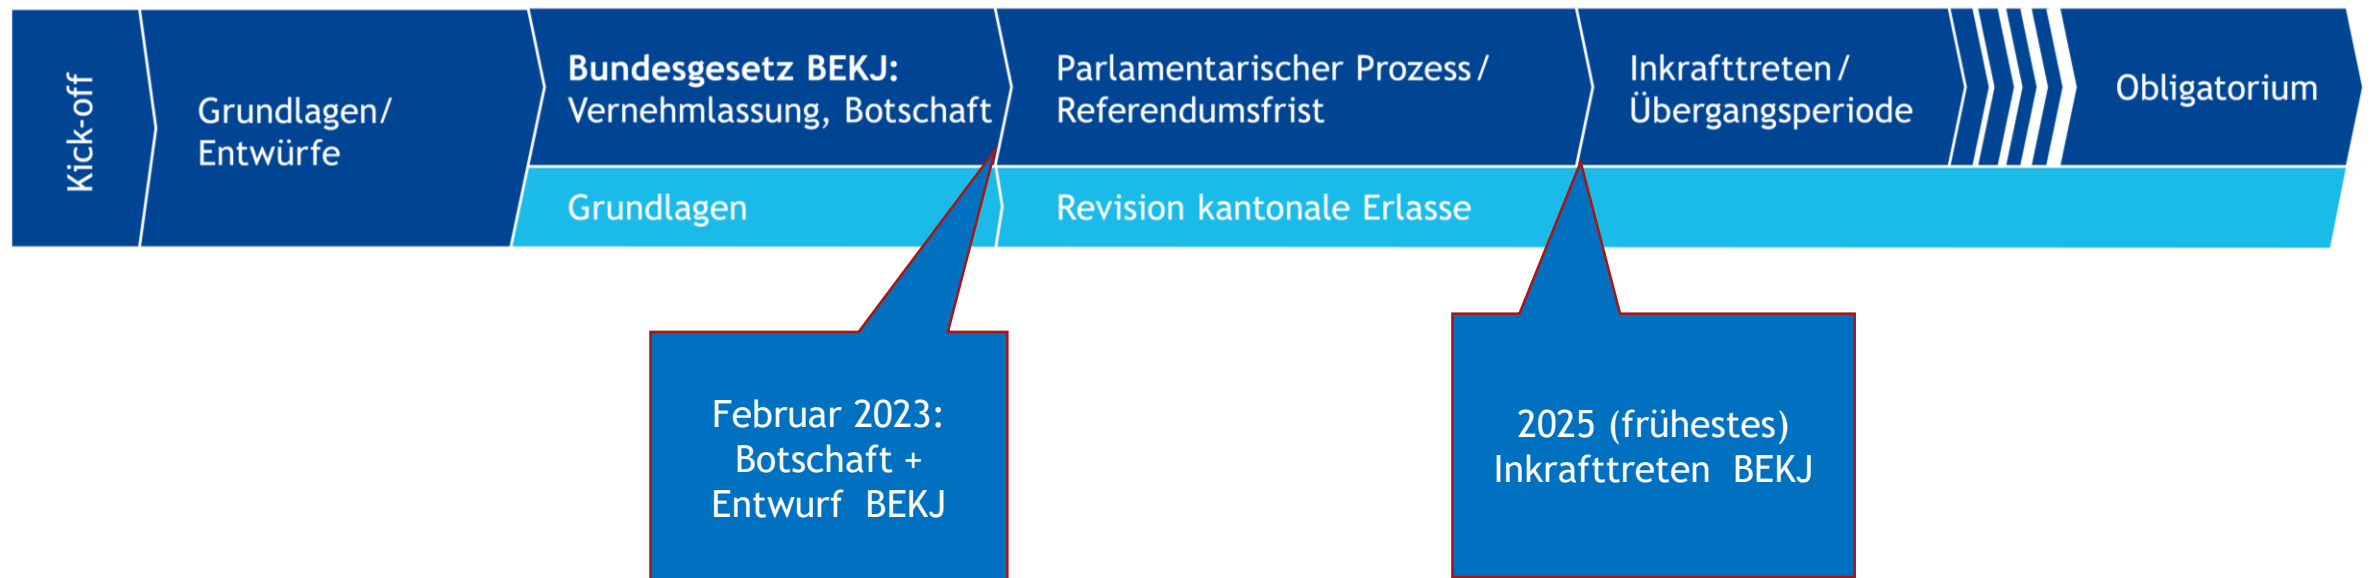 Kick-off
Grundlagen/
Entwürfe
Bundesgesetz BEKJ:
Vernehmlassung, Botschaft
Parlamentarischer Prozess/
Referendumsfrist
Inkrafttreten/
Übergangsperiode
Obligatorium
Grundlagen
Revision kantonale Erlasse
Februar 2023:
Botschaft +
Entwurf BEKJ
2025 (frühestes)
Inkrafttreten BEKJ